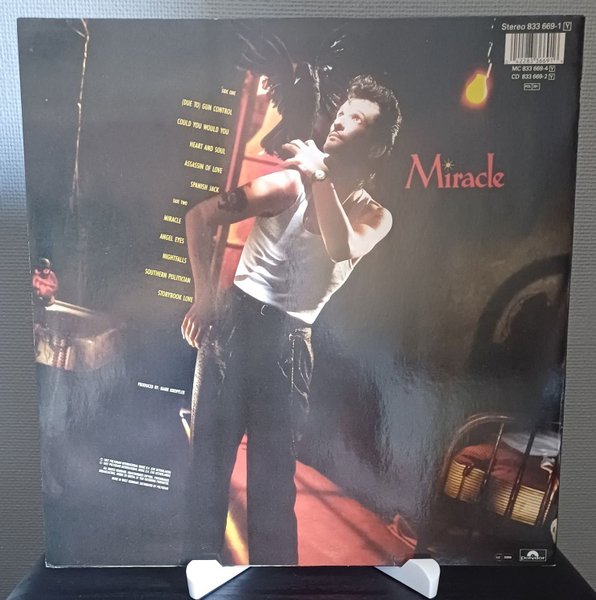 Stereo 833 669-1 Y
MC 833 669-4 Y
CD 833 669-2 Y
SIDE ONE
(DUE TO) GUN CONTROL
COULD YOU WOULD YOU
HEART AND SOUL
ASSASSIN OF LOVE
SPANISH JACK
SIDE TWO
MIRACLE
ANGEL EYES
NIGHTFALLS
SOUTHERN POLITICIAN
STORYBOOK LOVE
Miracle
PRODUCED BY: MARK KNOPFLER
polydor